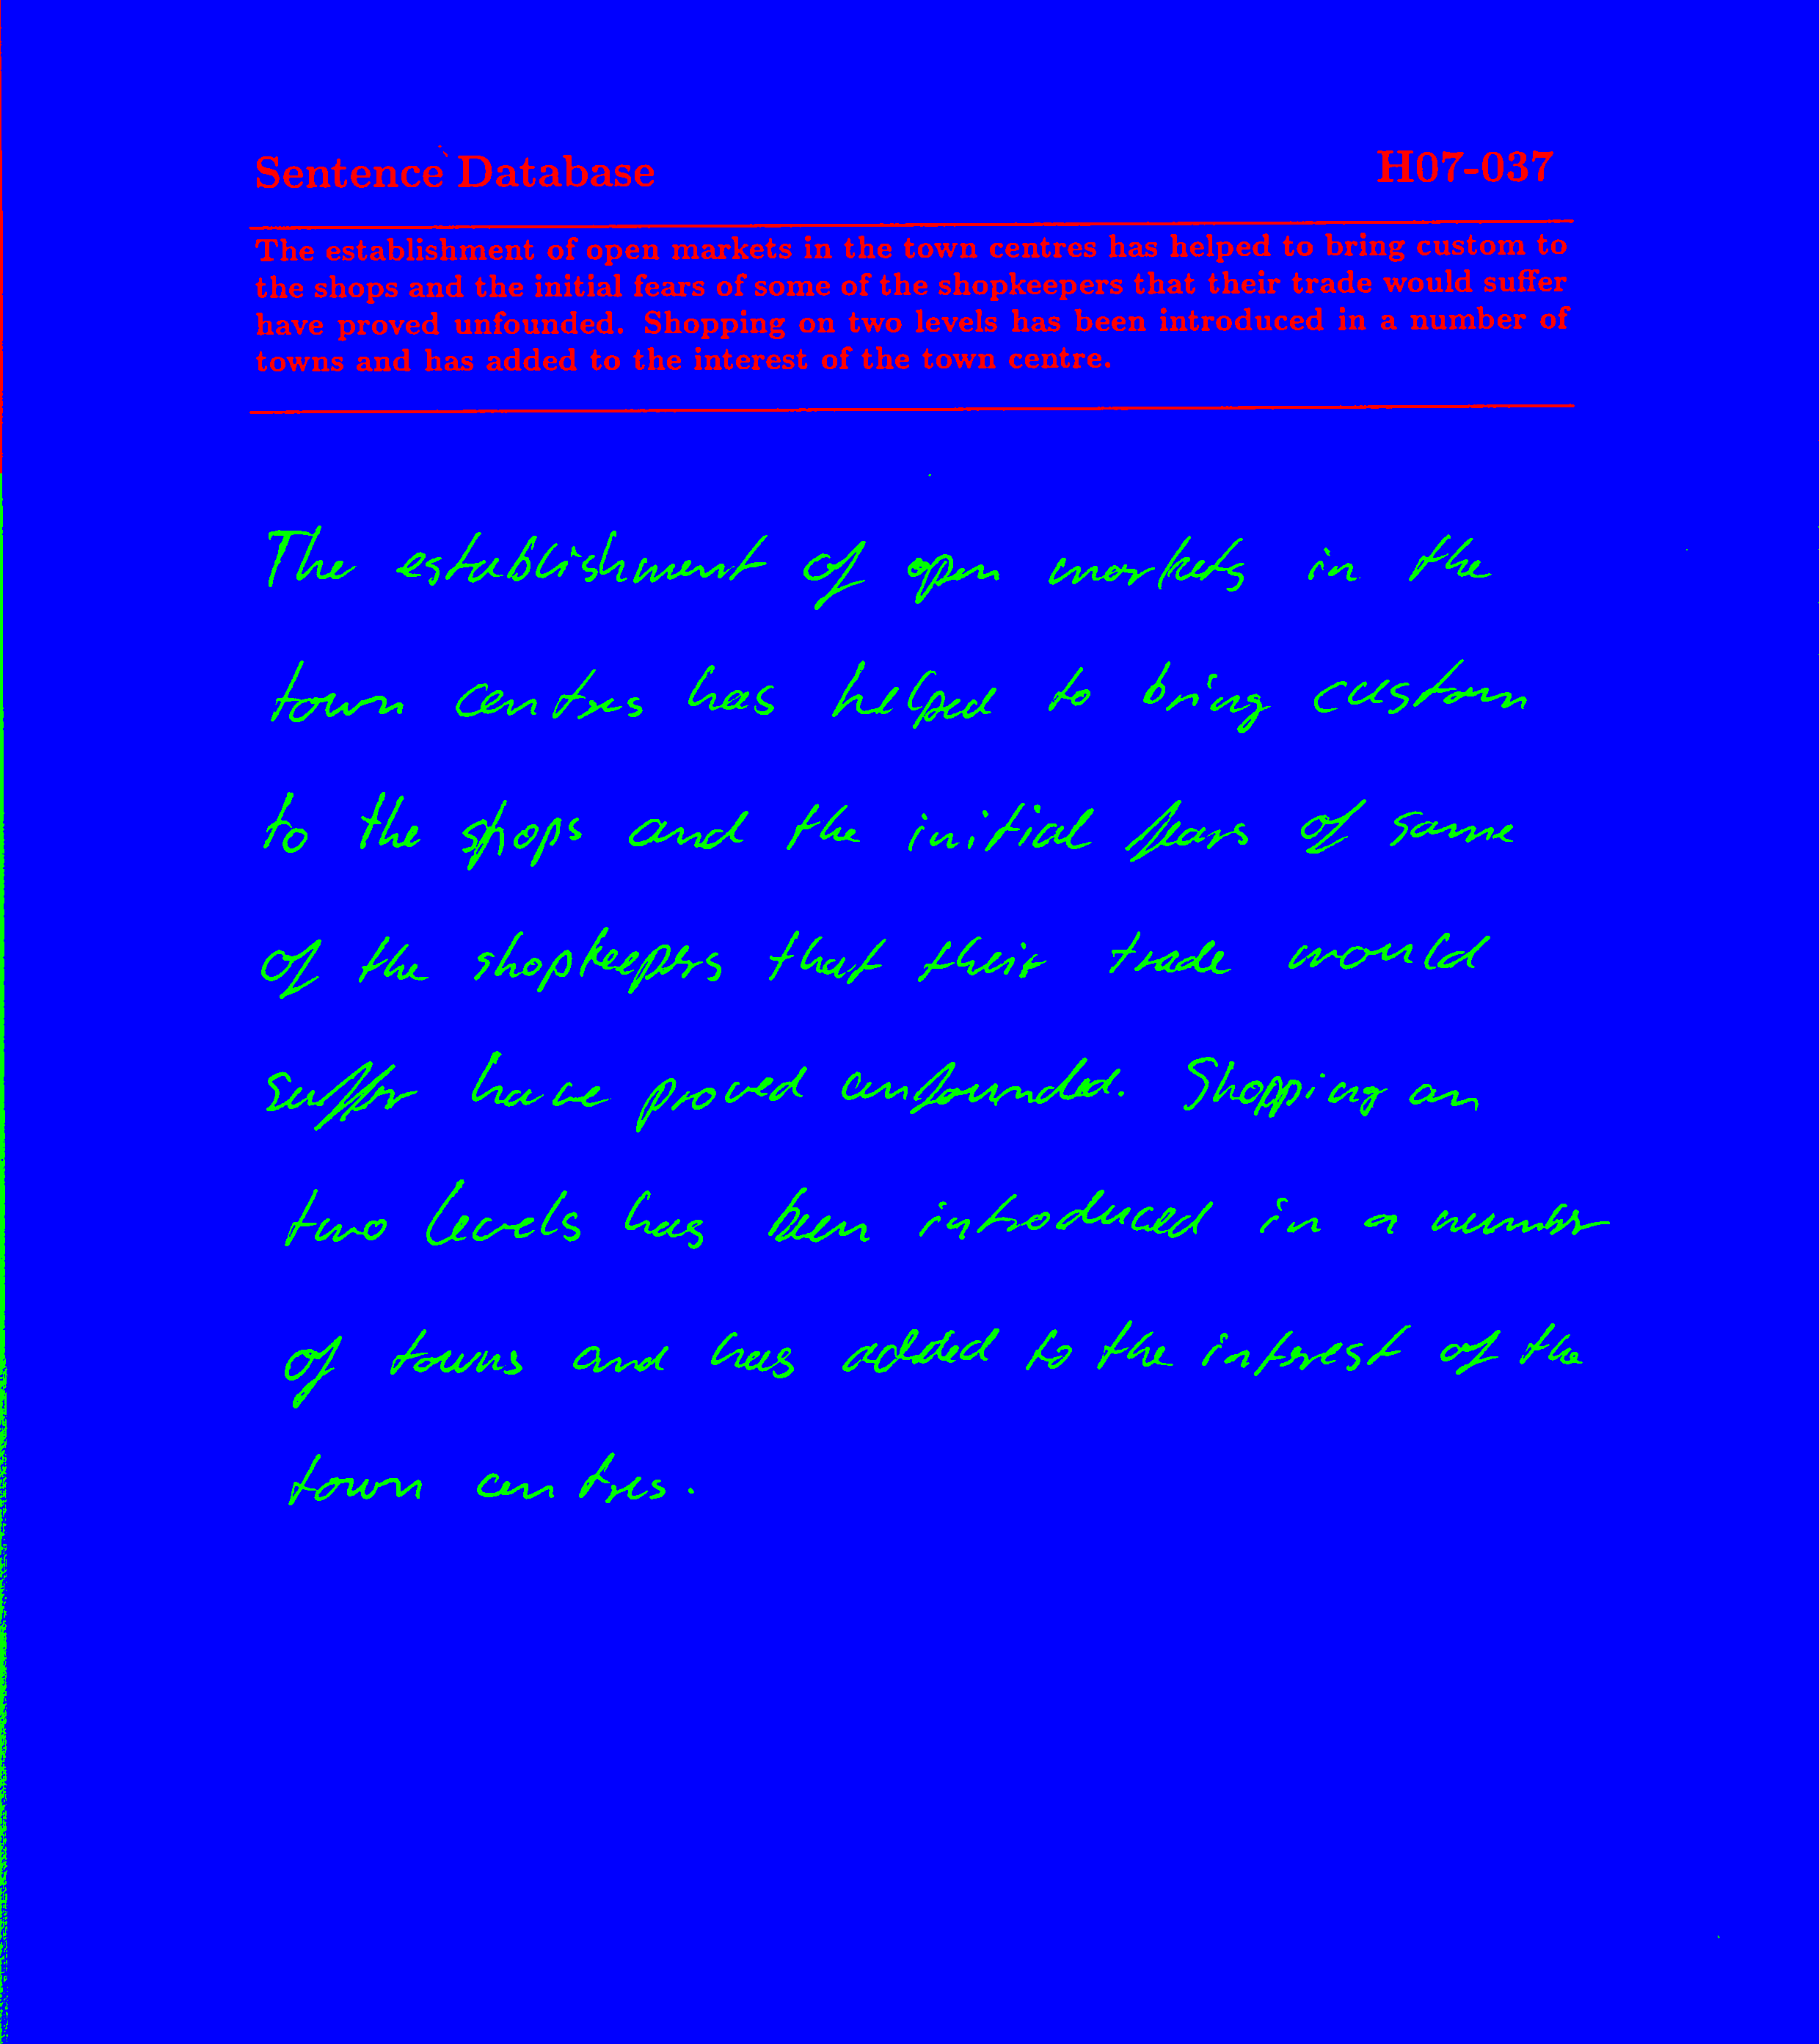 Sentence Database H07-037
The establishment of open markets in the town centres has helped to bring custom to
the shops and the initial fears of some of the shopkeepers that their trade would suffer
have proved unfounded. Shopping on two levels has been introduced in a number of
towns and has added to the interest of the town centre.
The establishment of open markets in the
town centres has helped to bring custom
to the shops and the initial fears of some
of the shopkeepers that their trade would
suffer have proved unfounded. Shopping on
two levels has been introduced in a number
of towns and has added to the interest of the
town centres.